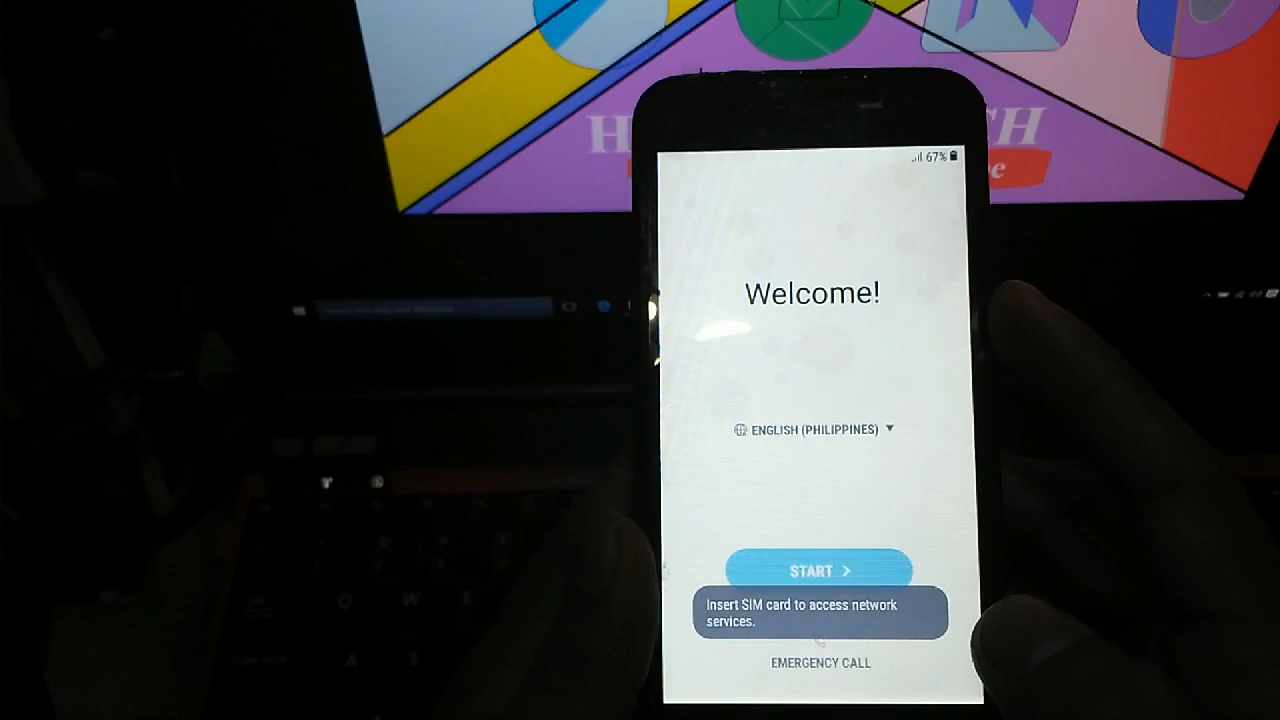 67%
Welcome!
ENGLISH (PHILIPPINES)
START >
Insert SIM card to access network
services.
EMERGENCY CALL
Q W E
A S